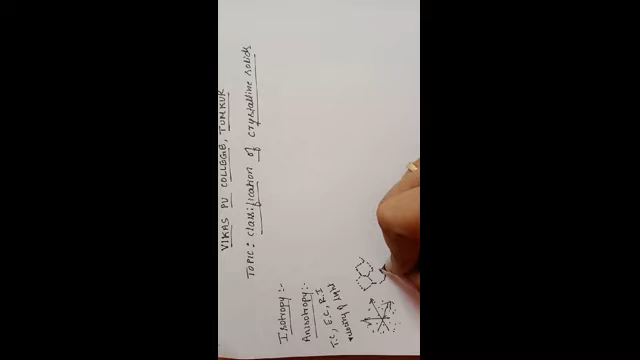 VIKAS PU COLLEGE, TUMKUR
TOPIC: Classification of crystalline solids
Isotropy:-
Anisotropy:-
T.C, E.C, R.I